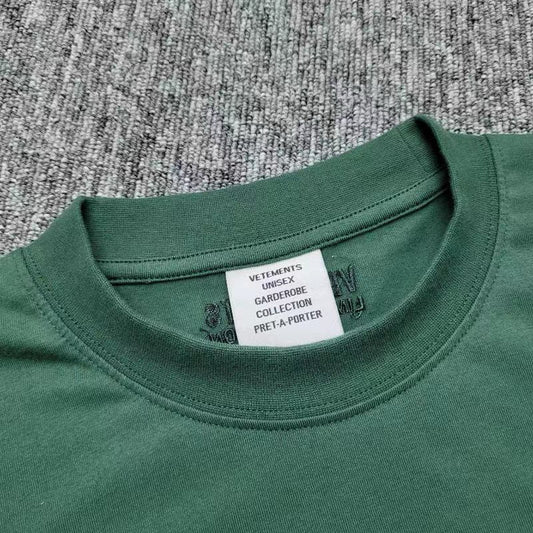 VETEMENTS
UNISEX
GARDEROBE
COLLECTION
PRET-A-PORTER